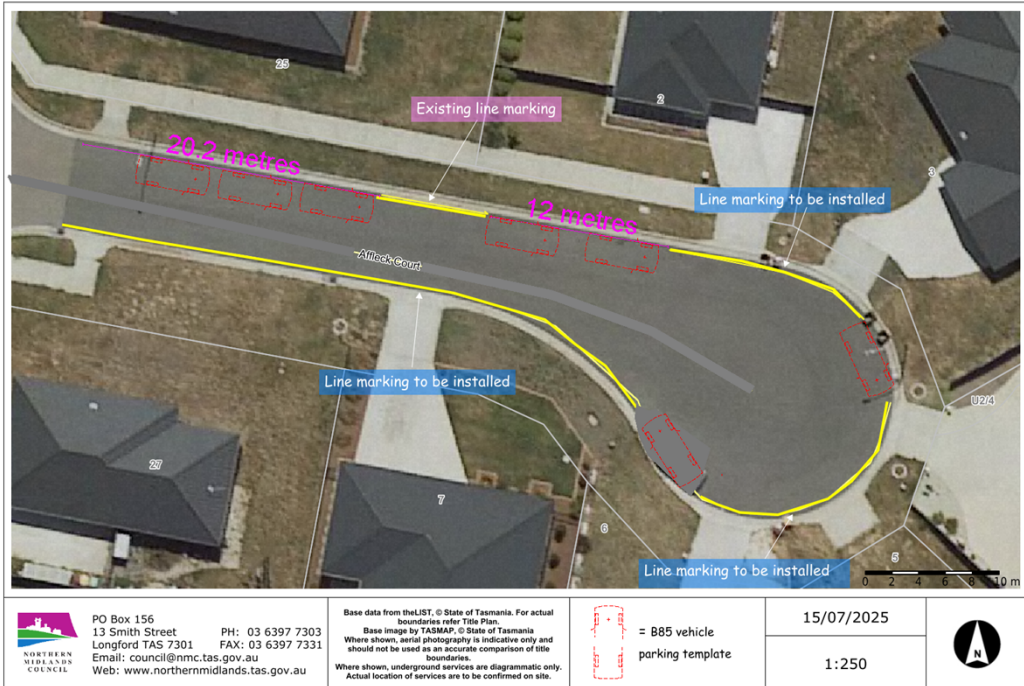 25
2
Existing line marking
20.2 metres
3
Line marking to be installed
12 metres
Affleck Court
Line marking to be installed
U2/4
27
7
6
5
Line marking to be installed
0 2 4 6 8 10 m
NORTHERN
MIDLANDS
COUNCIL
PO Box 156
13 Smith Street PH: 03 6397 7303
Longford TAS 7301 FAX: 03 6397 7331
Email: council@nmc.tas.gov.au
Web: www.northernmidlands.tas.gov.au
Base data from theLIST, © State of Tasmania. For actual
boundaries refer Title Plan.
Base image by TASMAP, © State of Tasmania
Where shown, aerial photography is indicative only and
should not be used as an accurate comparison of title
boundaries.
Where shown, underground services are diagrammatic only.
Actual location of services are to be confirmed on site.
= B85 vehicle
parking template
15/07/2025
1:250
N